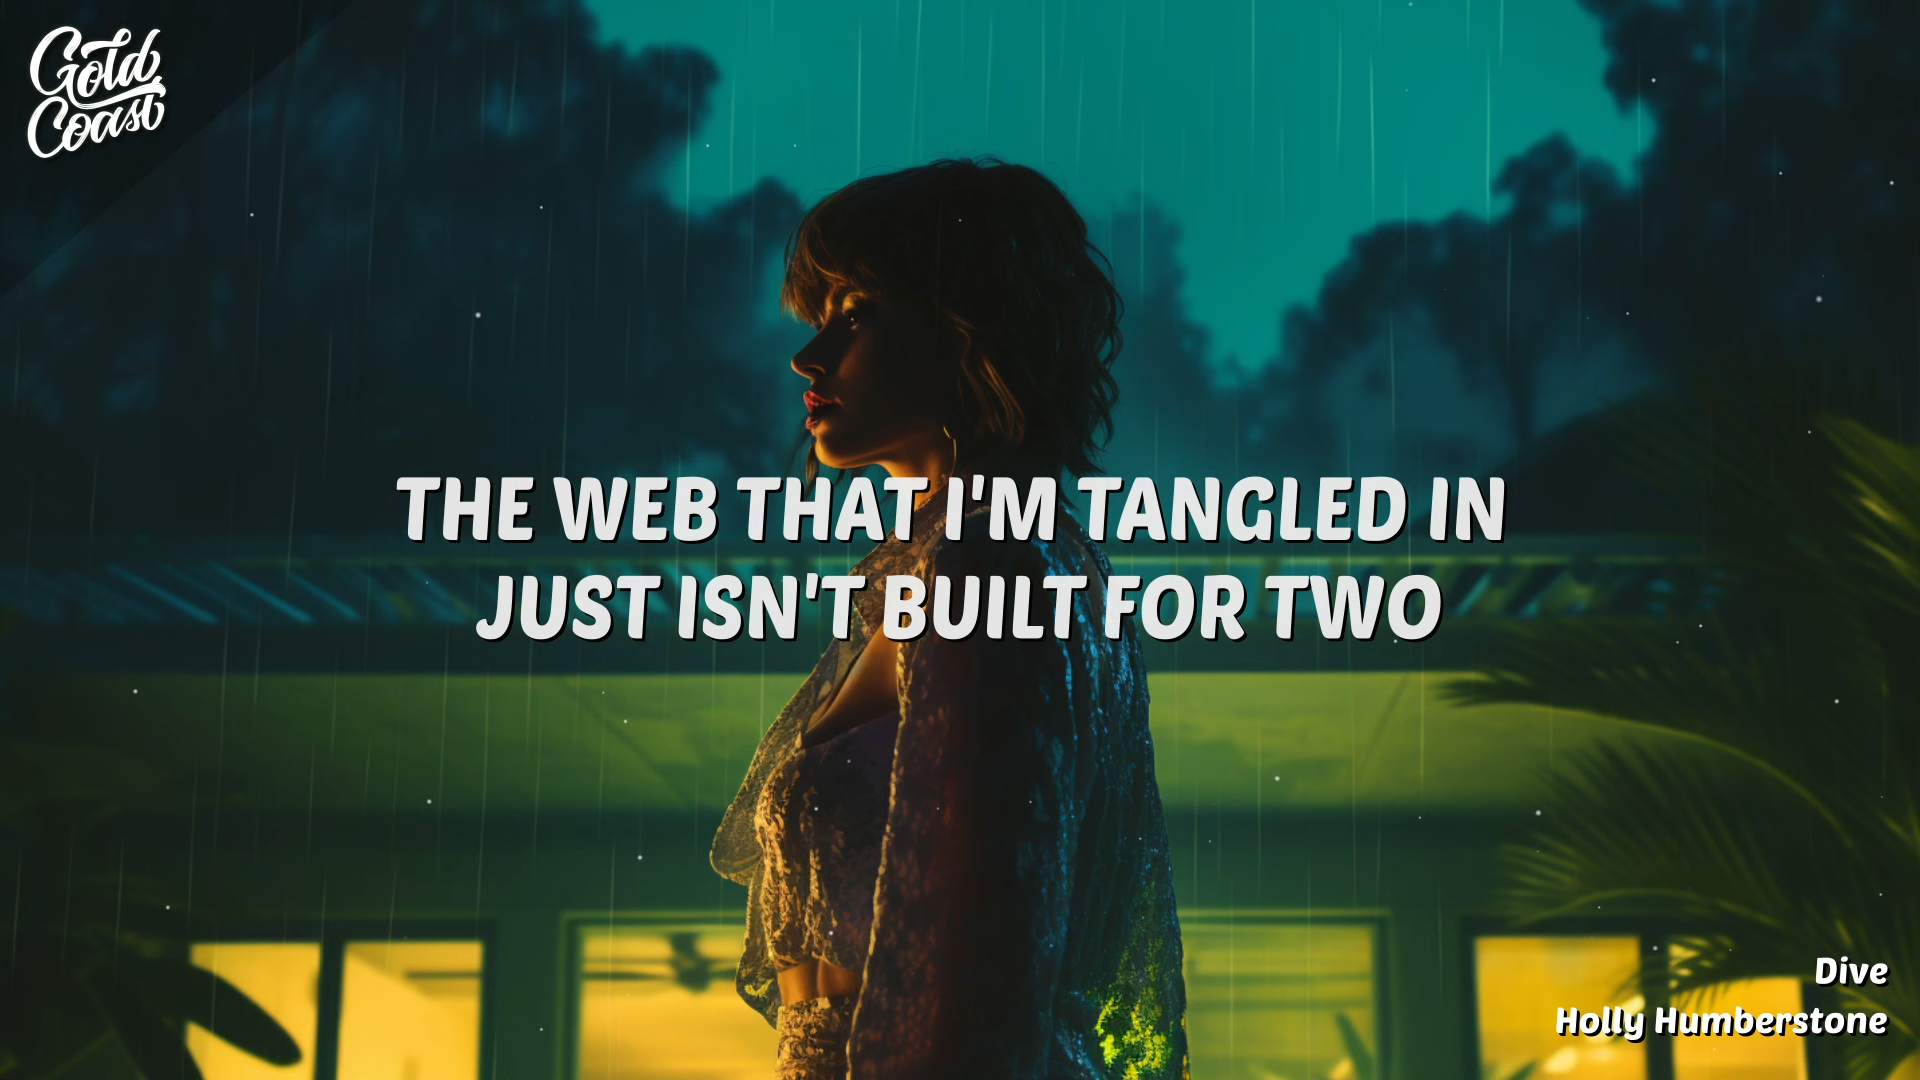 Gold
Coast
THE WEB THAT I'M TANGLED IN
JUST ISN'T BUILT FOR TWO
Dive
Holly Humberstone